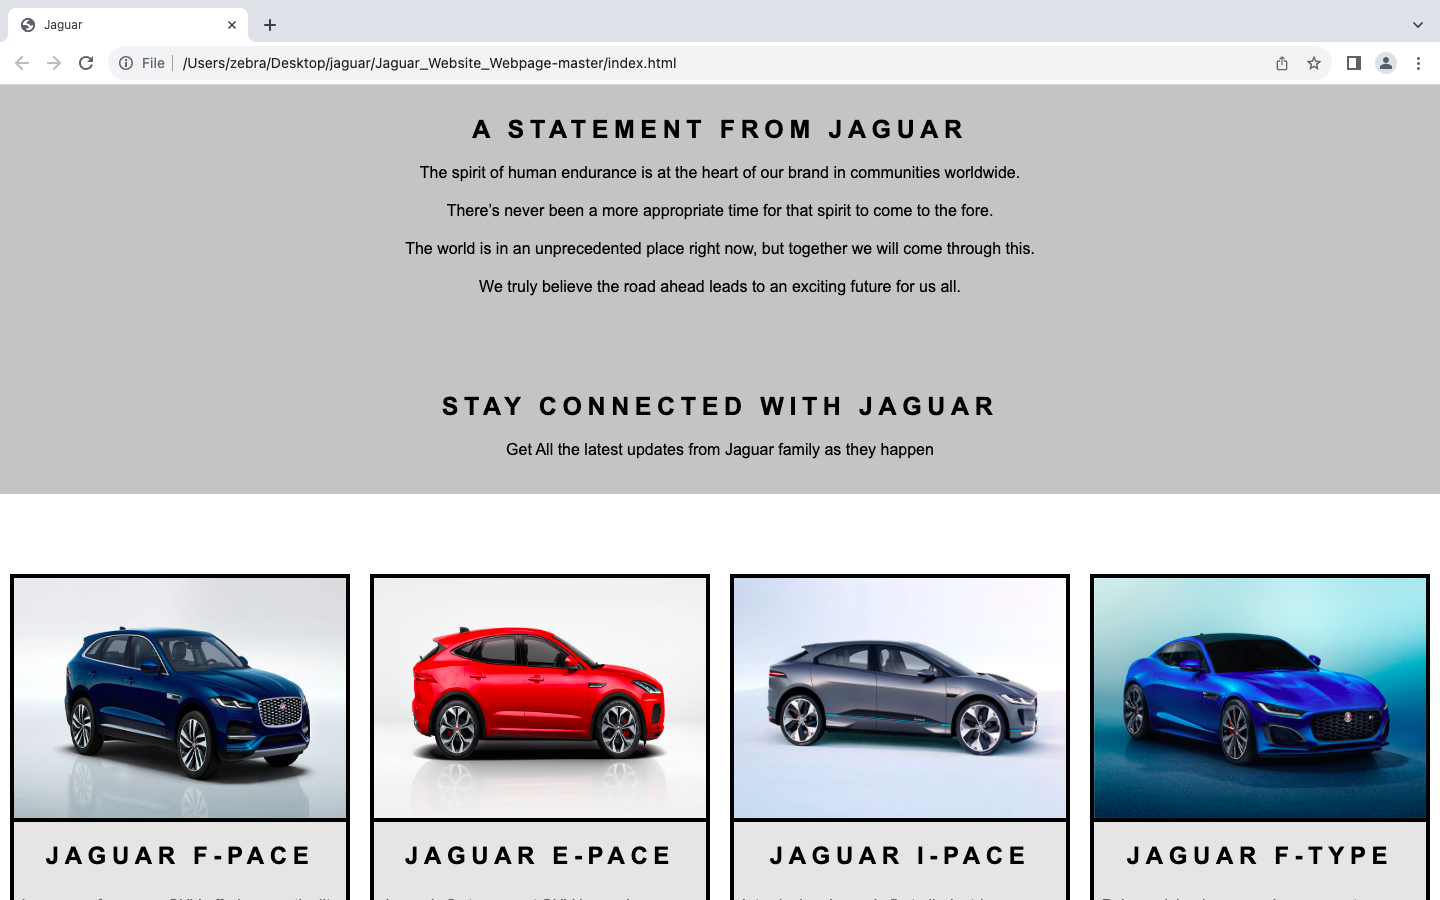 Jaguar
File
/Users/zebra/Desktop/jaguar/Jaguar_Website_Webpage-master/index.html
A STATEMENT FROM JAGUAR
The spirit of human endurance is at the heart of our brand in communities worldwide.
There's never been a more appropriate time for that spirit to come to the fore.
The world is in an unprecedented place right now, but together we will come through this.
We truly believe the road ahead leads to an exciting future for us all.
STAY CONNECTED WITH JAGUAR
Get All the latest updates from Jaguar family as they happen
JAGUAR F-PACE
JAGUAR E-PACE
JAGUAR I-PACE
JAGUAR F-TYPE